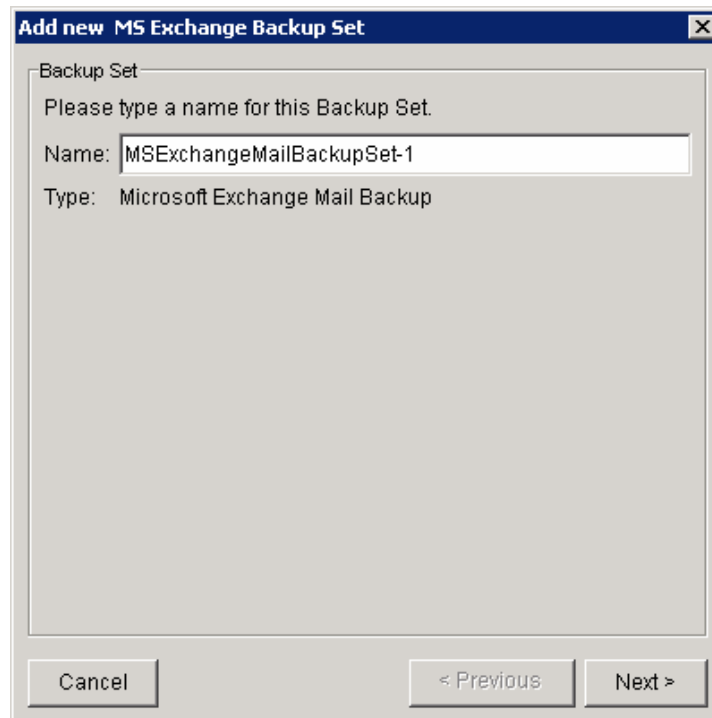 Add new MS Exchange Backup Set
Backup Set
Please type a name for this Backup Set.
Name: MSExchangeMailBackupSet-1
Type: Microsoft Exchange Mail Backup
Cancel < Previous Next >